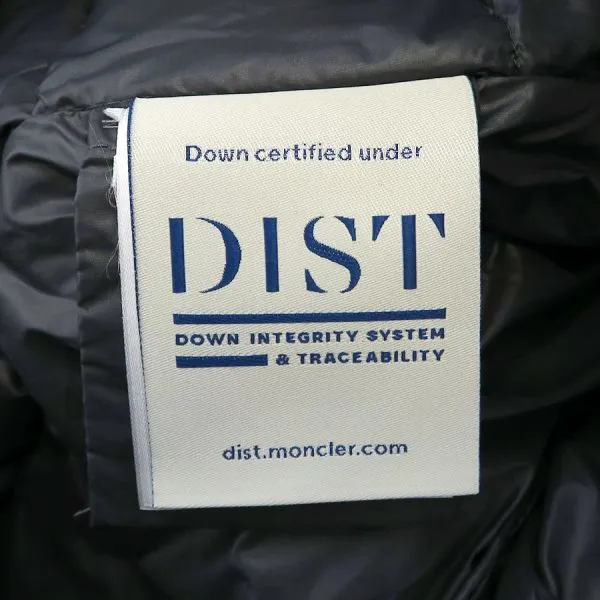 Down certified under
DIST
DOWN INTEGRITY SYSTEM
& TRACEABILITY
dist.moncler.com